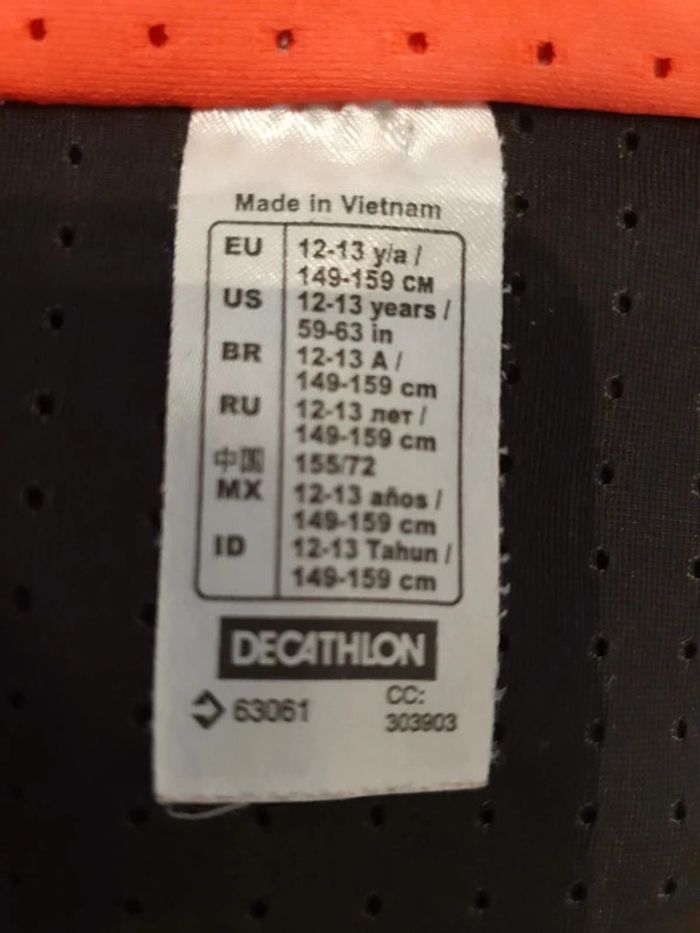 Made in Vietnam
EU 12-13 y/a /
149-159 CM
US 12-13 years /
59-63 in
BR 12-13 A /
149-159 cm
RU 12-13 лет /
149-159 cm
中国 155/72
MX 12-13 años /
149-159 cm
ID 12-13 Tahun /
149-159 cm
DECATHLON
63061 CC:
303903